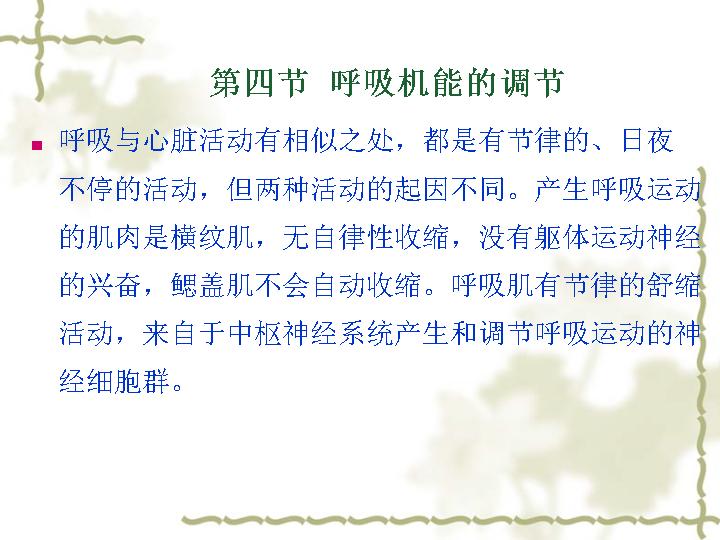 第四节 呼吸机能的调节
呼吸与心脏活动有相似之处，都是有节律的、日夜
不停的活动，但两种活动的起因不同。产生呼吸运动
的肌肉是横纹肌，无自律性收缩，没有躯体运动神经
的兴奋，鳃盖肌不会自动收缩。呼吸肌有节律的舒缩
活动，来自于中枢神经系统产生和调节呼吸运动的神
经细胞群。